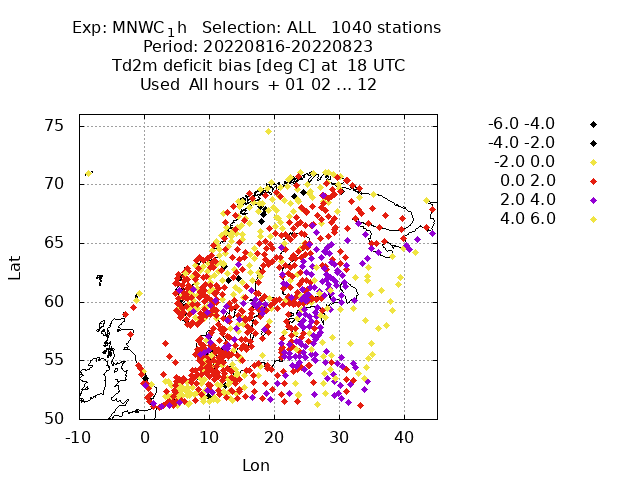 Exp: MNWC_1h   Selection: ALL   1040 stations
Period: 20220816-20220823
Td2m deficit bias [deg C] at  18 UTC
Used  All hours  + 01 02 ... 12
-6.0 -4.0
-4.0 -2.0
-2.0 0.0
0.0 2.0
2.0 4.0
4.0 6.0
75
70
65
60
55
50
Lat
-10 0 10 20 30 40
Lon